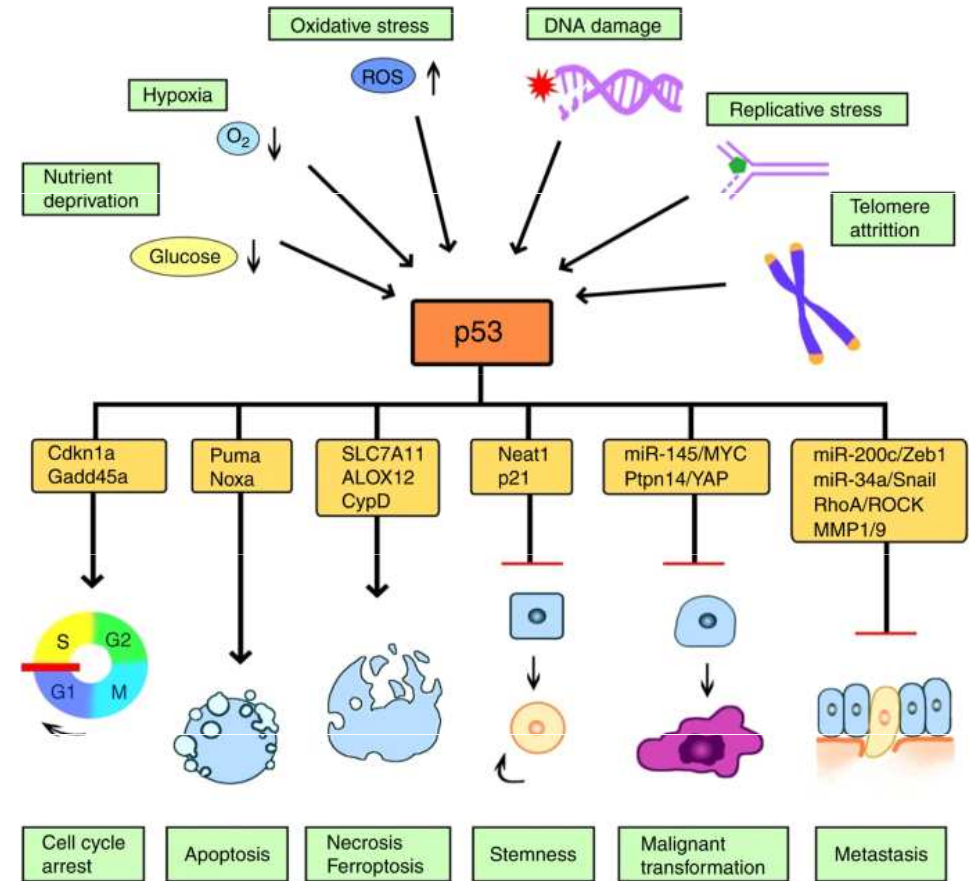 Oxidative stress
DNA damage
ROS
Hypoxia
Replicative stress
O2
Nutrient
deprivation
Telomere
attrittion
Glucose
p53
Cdkn1a
Gadd45a
Puma
Noxa
SLC7A11
ALOX12
CypD
Neat1
p21
miR-145/MYC
Ptpn14/YAP
miR-200c/Zeb1
miR-34a/Snail
RhoA/ROCK
MMP1/9
S
G2
G1
M
Cell cycle
arrest
Apoptosis
Necrosis
Ferroptosis
Stemness
Malignant
transformation
Metastasis